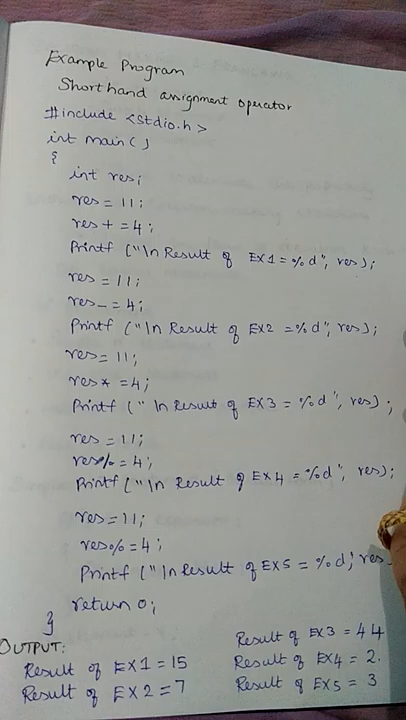 Example Program
Shorthand assignment operator
#include <Stdio.h>
int main()
{
int res;
res = 11;
res + = 4;
Printf ("\n Result of EX1 = %d", res);
res = 11;
res - = 4;
Printf ("\n Result of EX2 = %d", res);
res = 11;
res * = 4;
Printf ("\n Result of EX3 = %d", res);
res = 11;
res% = 4;
Printf ("\n Result of EX4 = %d", res);
res = 11;
res% = 4;
Printf ("\n Result of EX5 = %d", res
return 0;
}
OUTPUT:
Result of EX1 = 15
Result of EX2 = 7
Result of EX3 = 44
Result of EX4 = 2.
Result of EX5 = 3